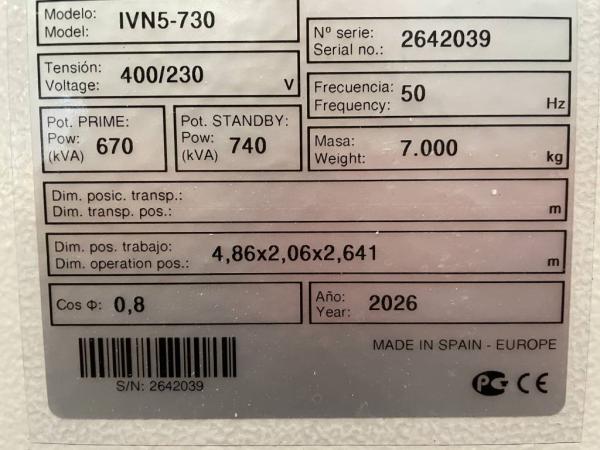 Modelo:
Model: IVN5-730
Nº serie:
Serial no.: 2642039
Tensión:
Voltage: 400/230 V
Frecuencia:
Frequency: 50 Hz
Pot. PRIME:
Pow:
(kVA) 670
Pot. STANDBY:
Pow:
(kVA) 740
Masa:
Weight: 7.000 kg
Dim. posic. transp.:
Dim. transp. pos.: m
Dim. pos. trabajo:
Dim. operation pos.: 4,86x2,06x2,641 m
Cos Φ: 0,8
Año:
Year: 2026
MADE IN SPAIN - EUROPE
S/N: 2642039
PG CE